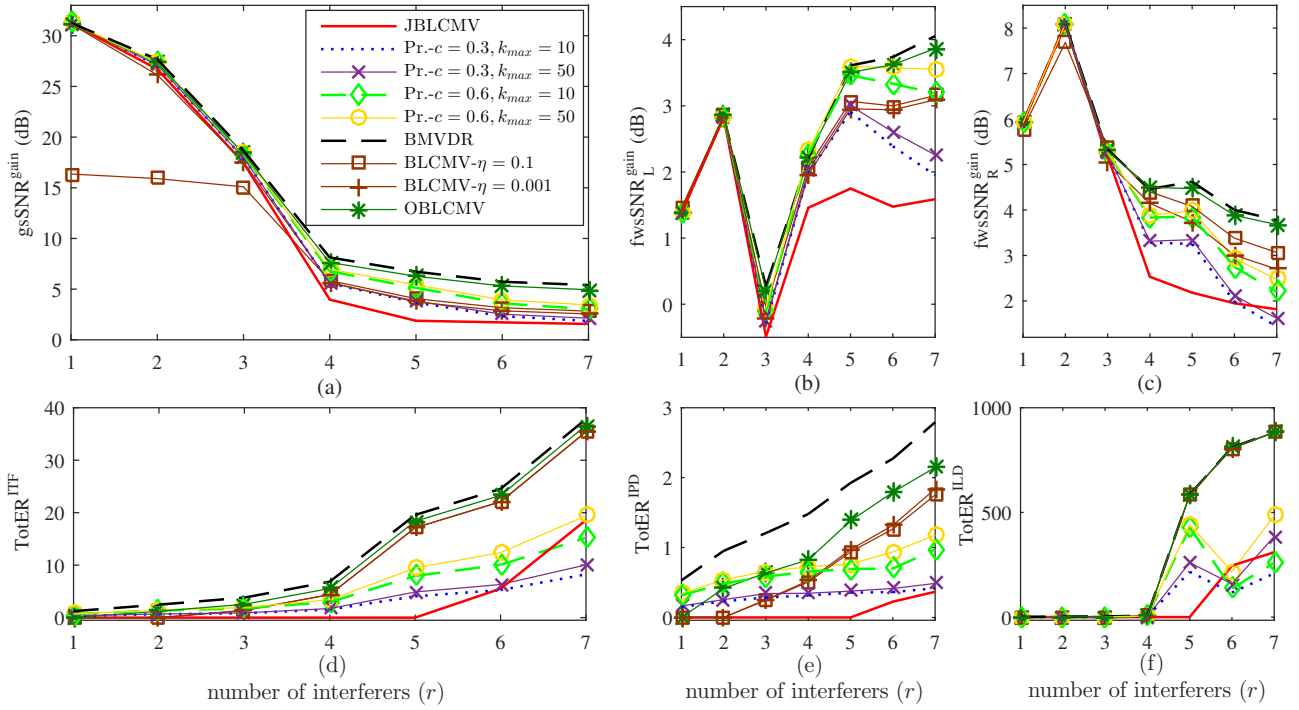 gsSNR^gain (dB)
30
25
20
15
10
5
0
1 2 3 4 5 6 7
(a)
JBLCMV
Pr.-c = 0.3, k_max = 10
Pr.-c = 0.3, k_max = 50
Pr.-c = 0.6, k_max = 10
Pr.-c = 0.6, k_max = 50
BMVDR
BLCMV-η = 0.1
BLCMV-η = 0.001
OBLCMV
fwsSNR_L^gain (dB)
4
3
2
1
0
1 2 3 4 5 6 7
(b)
fwsSNR_R^gain (dB)
8
7
6
5
4
3
2
1 2 3 4 5 6 7
(c)
TotER^ITF
40
30
20
10
0
1 2 3 4 5 6 7
(d)
number of interferers (r)
TotER^IPD
3
2
1
0
1 2 3 4 5 6 7
(e)
number of interferers (r)
TotER^ILD
1000
500
0
1 2 3 4 5 6 7
(f)
number of interferers (r)